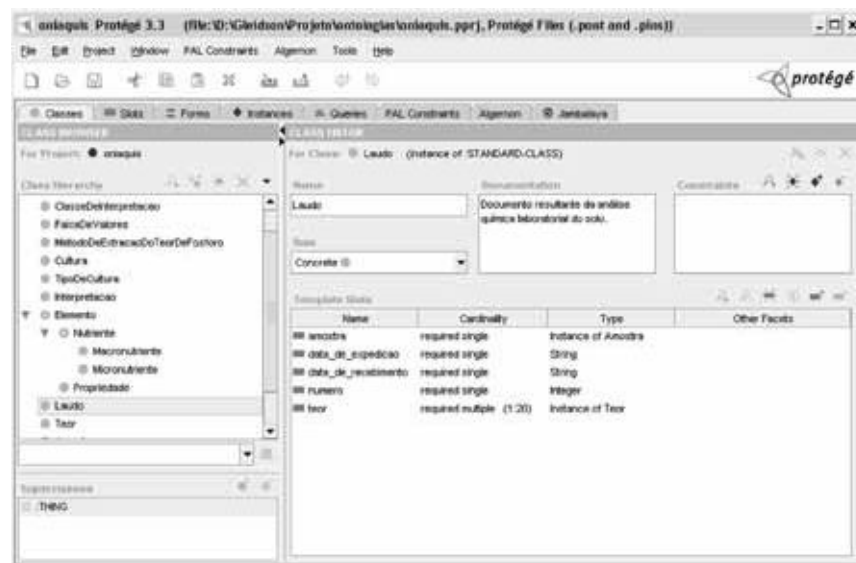 onlaquis Protégé 3.3 (file:\D:\Gleidson\Projeto\ontologias\onlaquis.pprj, Protégé Files (.pont and .pins))
File Edit Project Window PAL Constraints Algernon Tools Help
protégé
Classes Slots Forms Instances Queries PAL Constraints Algernon Jambalaya
CLASS BROWSER
CLASS EDITOR
For Project: onlaquis
For Class: Laudo (instance of :STANDARD-CLASS)
Class Hierarchy
ClasseDeInterpretacao
FaixaDeValores
MetodoDeExtracaoDoTeorDeFosforo
Cultura
TipoDeCultura
Interpretacao
Elemento
Nutriente
Macronutriente
Micronutriente
Propriedade
Laudo
Teor
Superclasses
:THING
Name
Laudo
Documentation
Documento resultante da análise
química laboratorial do solo.
Constraints
Role
Concrete
Template Slots
Name Cardinality Type Other Facets
amostra required single Instance of Amostra
data_de_expedicao required single String
data_de_recebimento required single String
numero required single Integer
teor required multiple (1:20) Instance of Teor